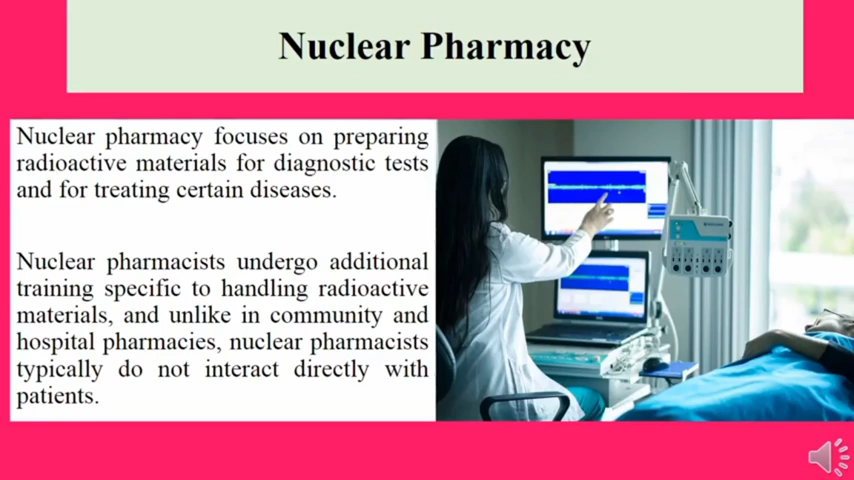 Nuclear Pharmacy
Nuclear pharmacy focuses on preparing
radioactive materials for diagnostic tests
and for treating certain diseases.
Nuclear pharmacists undergo additional
training specific to handling radioactive
materials, and unlike in community and
hospital pharmacies, nuclear pharmacists
typically do not interact directly with
patients.